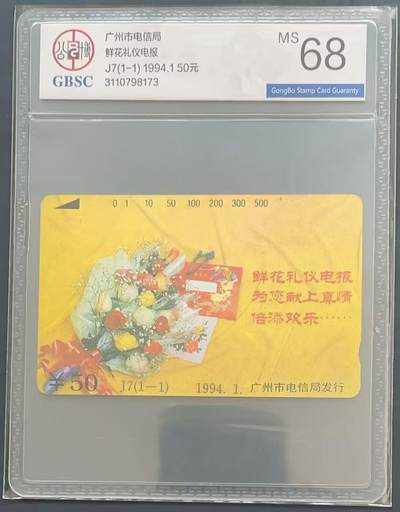 广州市电信局
鲜花礼仪电报
J7(1-1) 1994.1 50元
3110798173
GBSC
MS 68
GongBo Stamp Card Guaranty
0 1 10 50 100 200 300 500
鲜花礼仪电报
为您献上真情
倍添欢乐……
¥50 J7(1—1) 1994.1. 广州市电信局发行